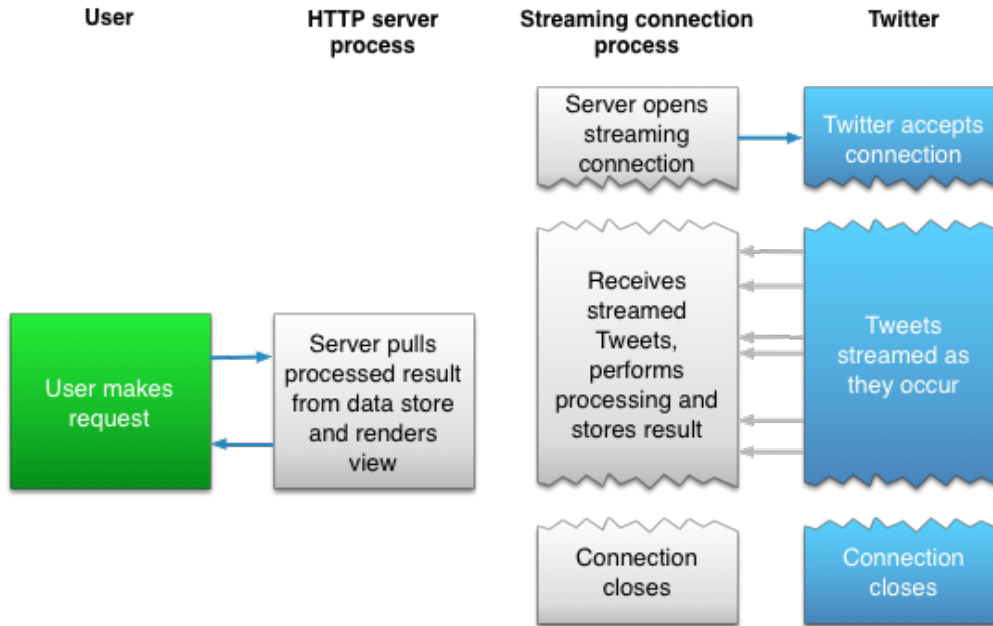 User
HTTP server
process
Streaming connection
process
Twitter
Server opens
streaming
connection
Twitter accepts
connection
User makes
request
Server pulls
processed result
from data store
and renders
view
Receives
streamed
Tweets,
performs
processing and
stores result
Tweets
streamed as
they occur
Connection
closes
Connection
closes